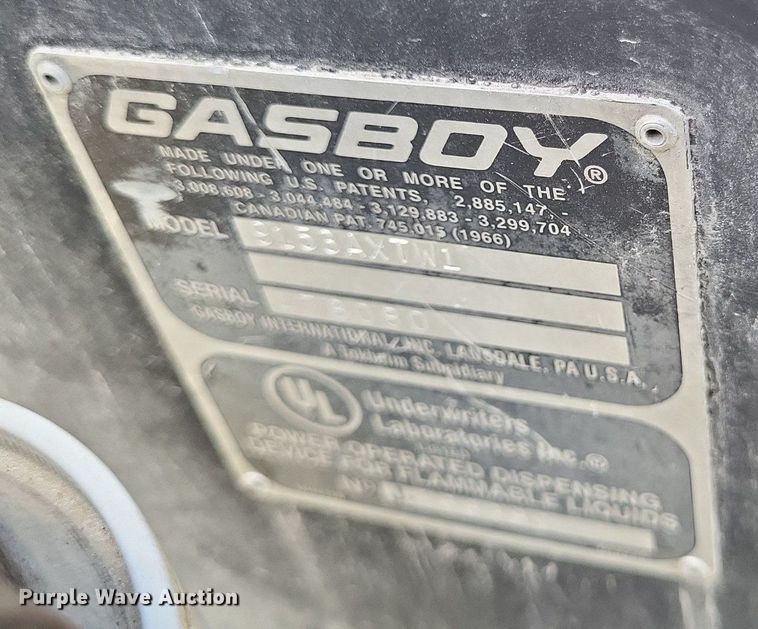 GASBOY®
MADE UNDER ONE OR MORE OF THE
FOLLOWING U.S. PATENTS, 2,885,147, -
3,008,608 - 3,044,484 - 3,129,883 - 3,299,704
CANADIAN PAT. 745,015 (1966)
MODEL 9153AXTW1
SERIAL
GASBOY INTERNATIONAL, INC. LANSDALE, PA U.S.A.
A Tokheim Subsidiary
UL
Underwriters
Laboratories Inc.®
LISTED
POWER OPERATED DISPENSING
DEVICE FOR FLAMMABLE LIQUIDS
Nº
Purple Wave Auction